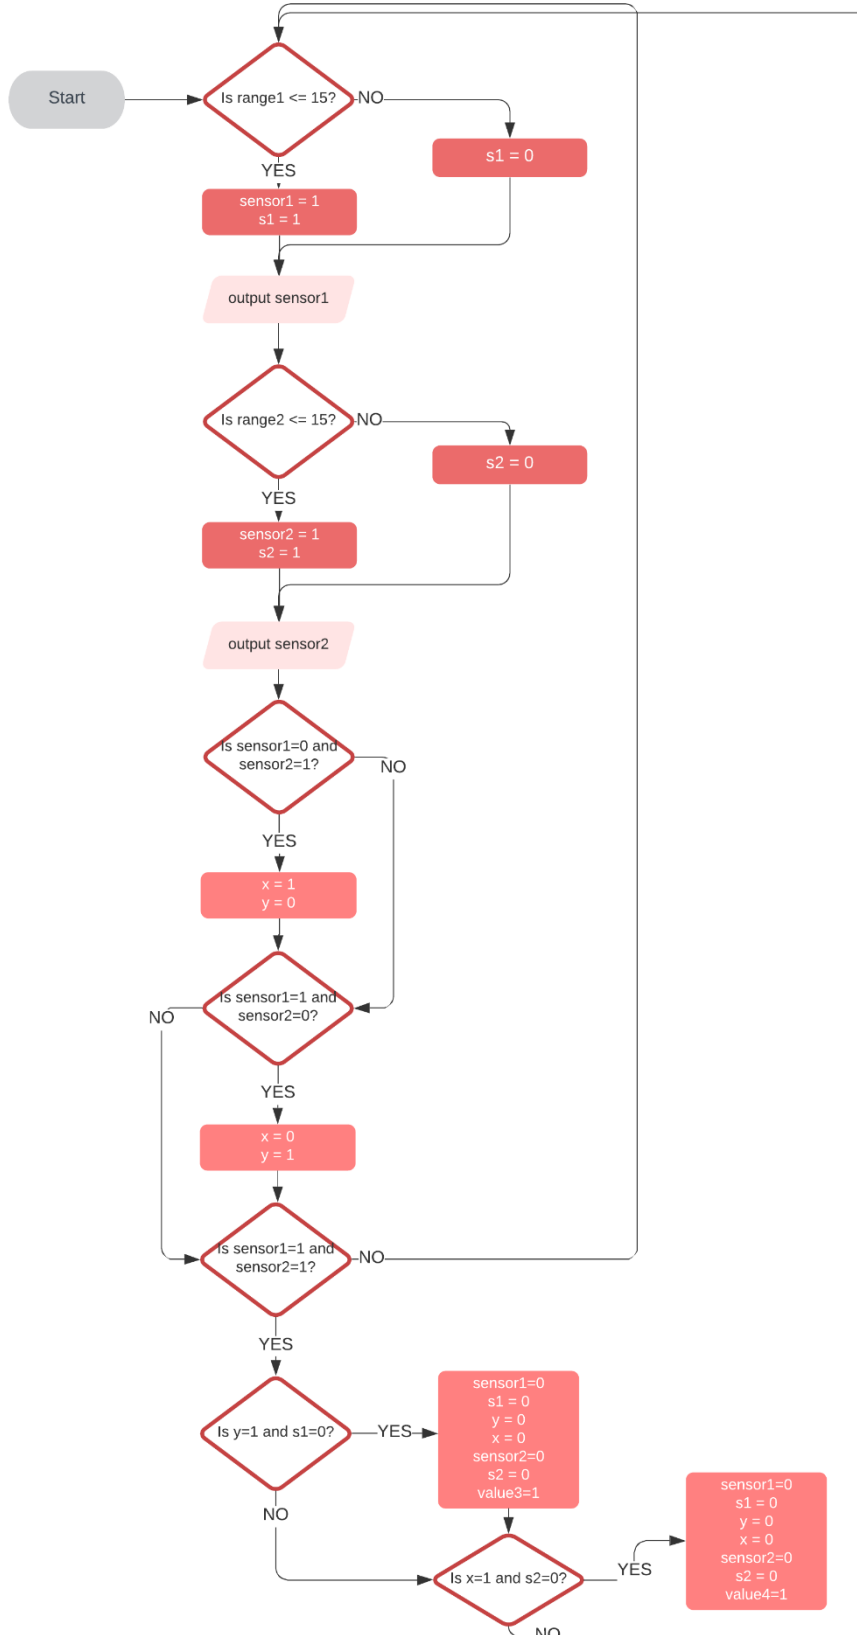 Start
Is range1 <= 15?
NO
s1 = 0
YES
sensor1 = 1
s1 = 1
output sensor1
Is range2 <= 15?
NO
s2 = 0
YES
sensor2 = 1
s2 = 1
output sensor2
Is sensor1=0 and
sensor2=1?
NO
YES
x = 1
y = 0
Is sensor1=1 and
sensor2=0?
NO
YES
x = 0
y = 1
Is sensor1=1 and
sensor2=1?
NO
YES
Is y=1 and s1=0?
YES
sensor1=0
s1 = 0
y = 0
x = 0
sensor2=0
s2 = 0
value3=1
NO
Is x=1 and s2=0?
YES
sensor1=0
s1 = 0
y = 0
x = 0
sensor2=0
s2 = 0
value4=1
NO